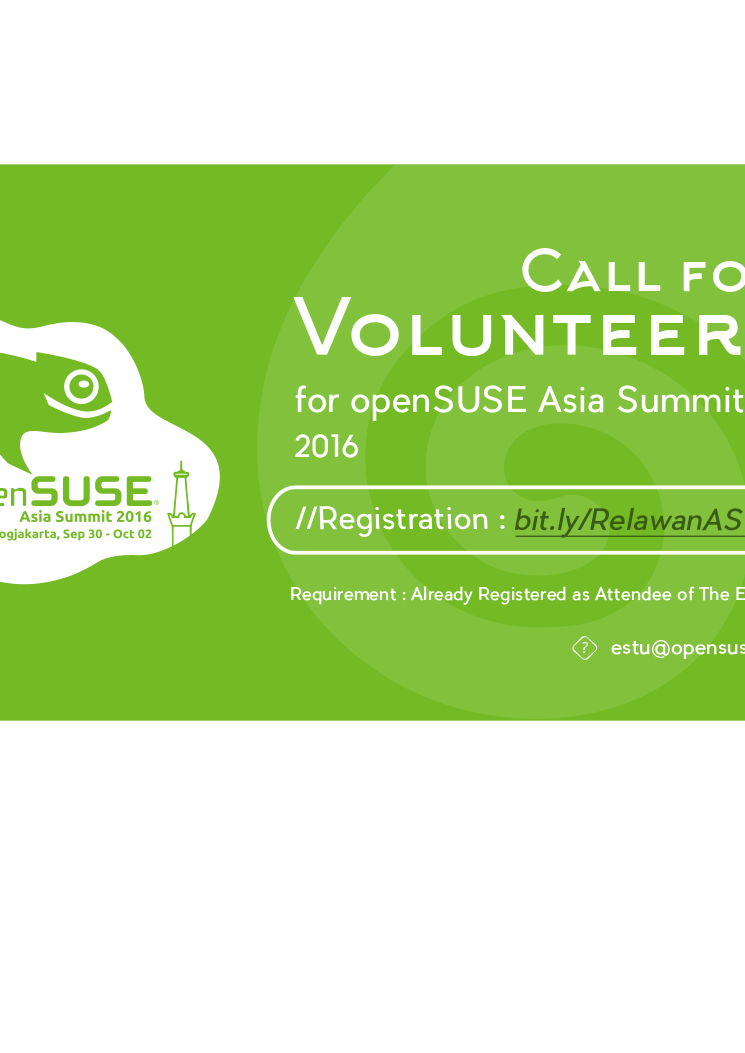 Call fo
Volunteer
for openSUSE Asia Summit
2016
//Registration : bit.ly/RelawanAS
Requirement : Already Registered as Attendee of The E
? estu@opensus
enSUSE®
Asia Summit 2016
ogjakarta, Sep 30 - Oct 02